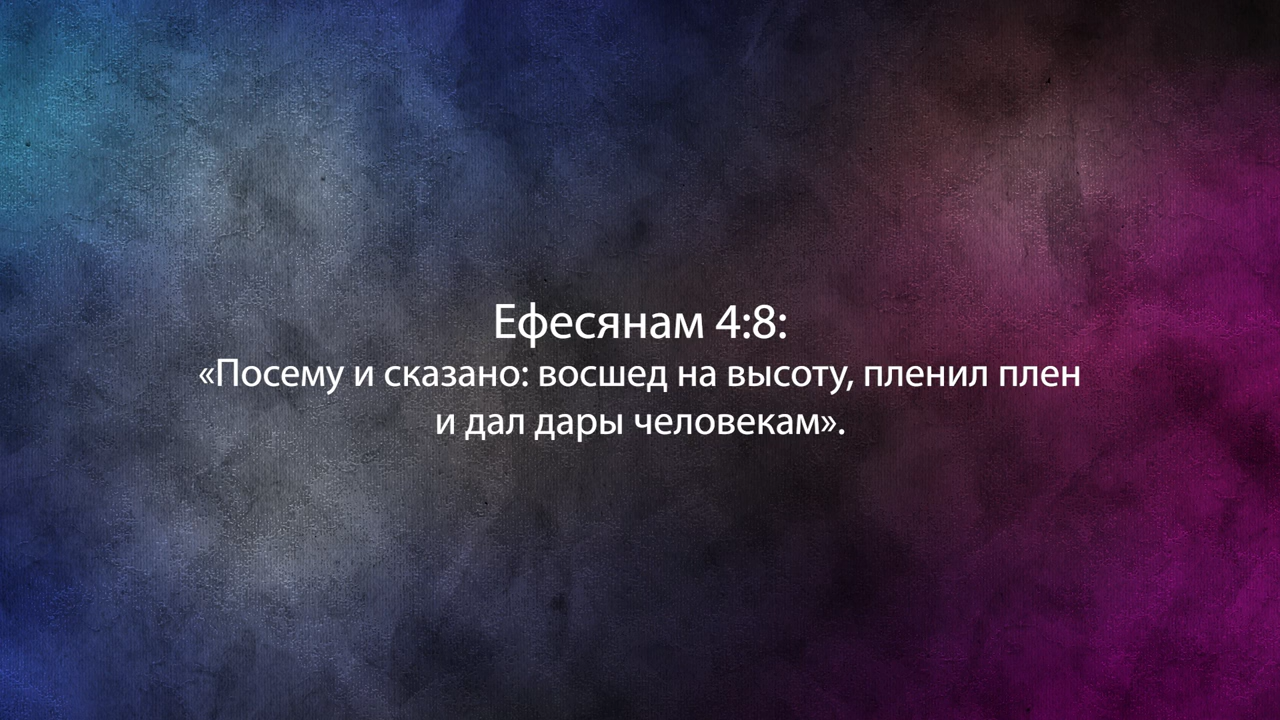 Ефесянам 4:8:
«Посему и сказано: восшед на высоту, пленил плен
и дал дары человекам».